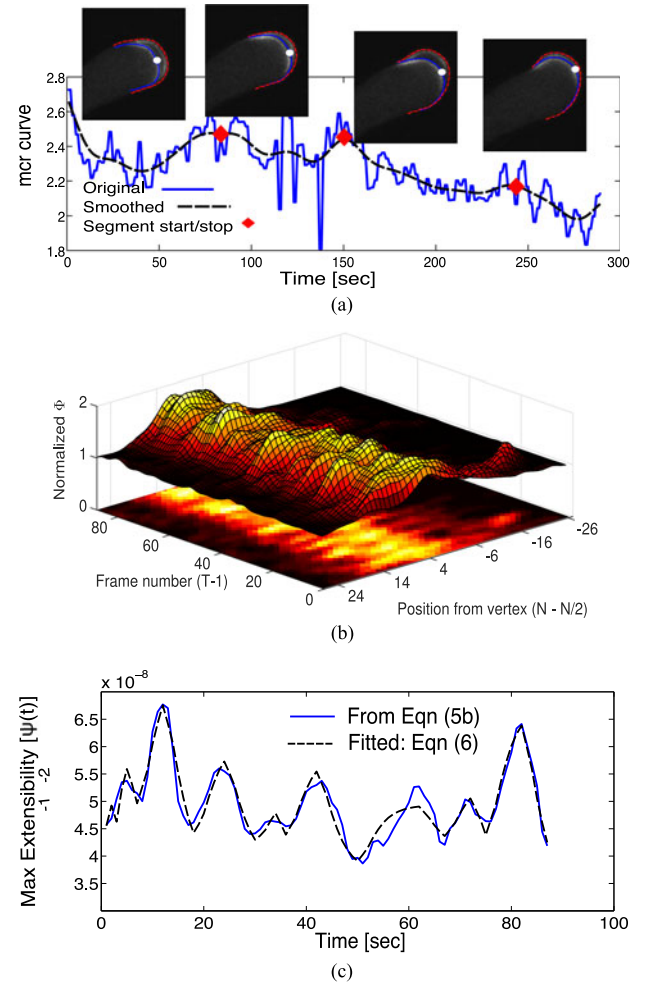 2.8
2.6
2.4
2.2
2
1.8
mcr curve
Original
Smoothed
Segment start/stop
0 50 100 150 200 250 300
Time [sec]
(a)
2
1
0
Normalized Φ
80 60 40 20 0
Frame number (T-1)
24 14 4 -6 -16 -26
Position from vertex (N - N/2)
(b)
x 10⁻⁸
6.5
6
5.5
5
4.5
4
3.5
Max Extensibility [ψ(t)]
-1 -2
From Eqn (5b)
Fitted: Eqn (6)
0 20 40 60 80 100
Time [sec]
(c)